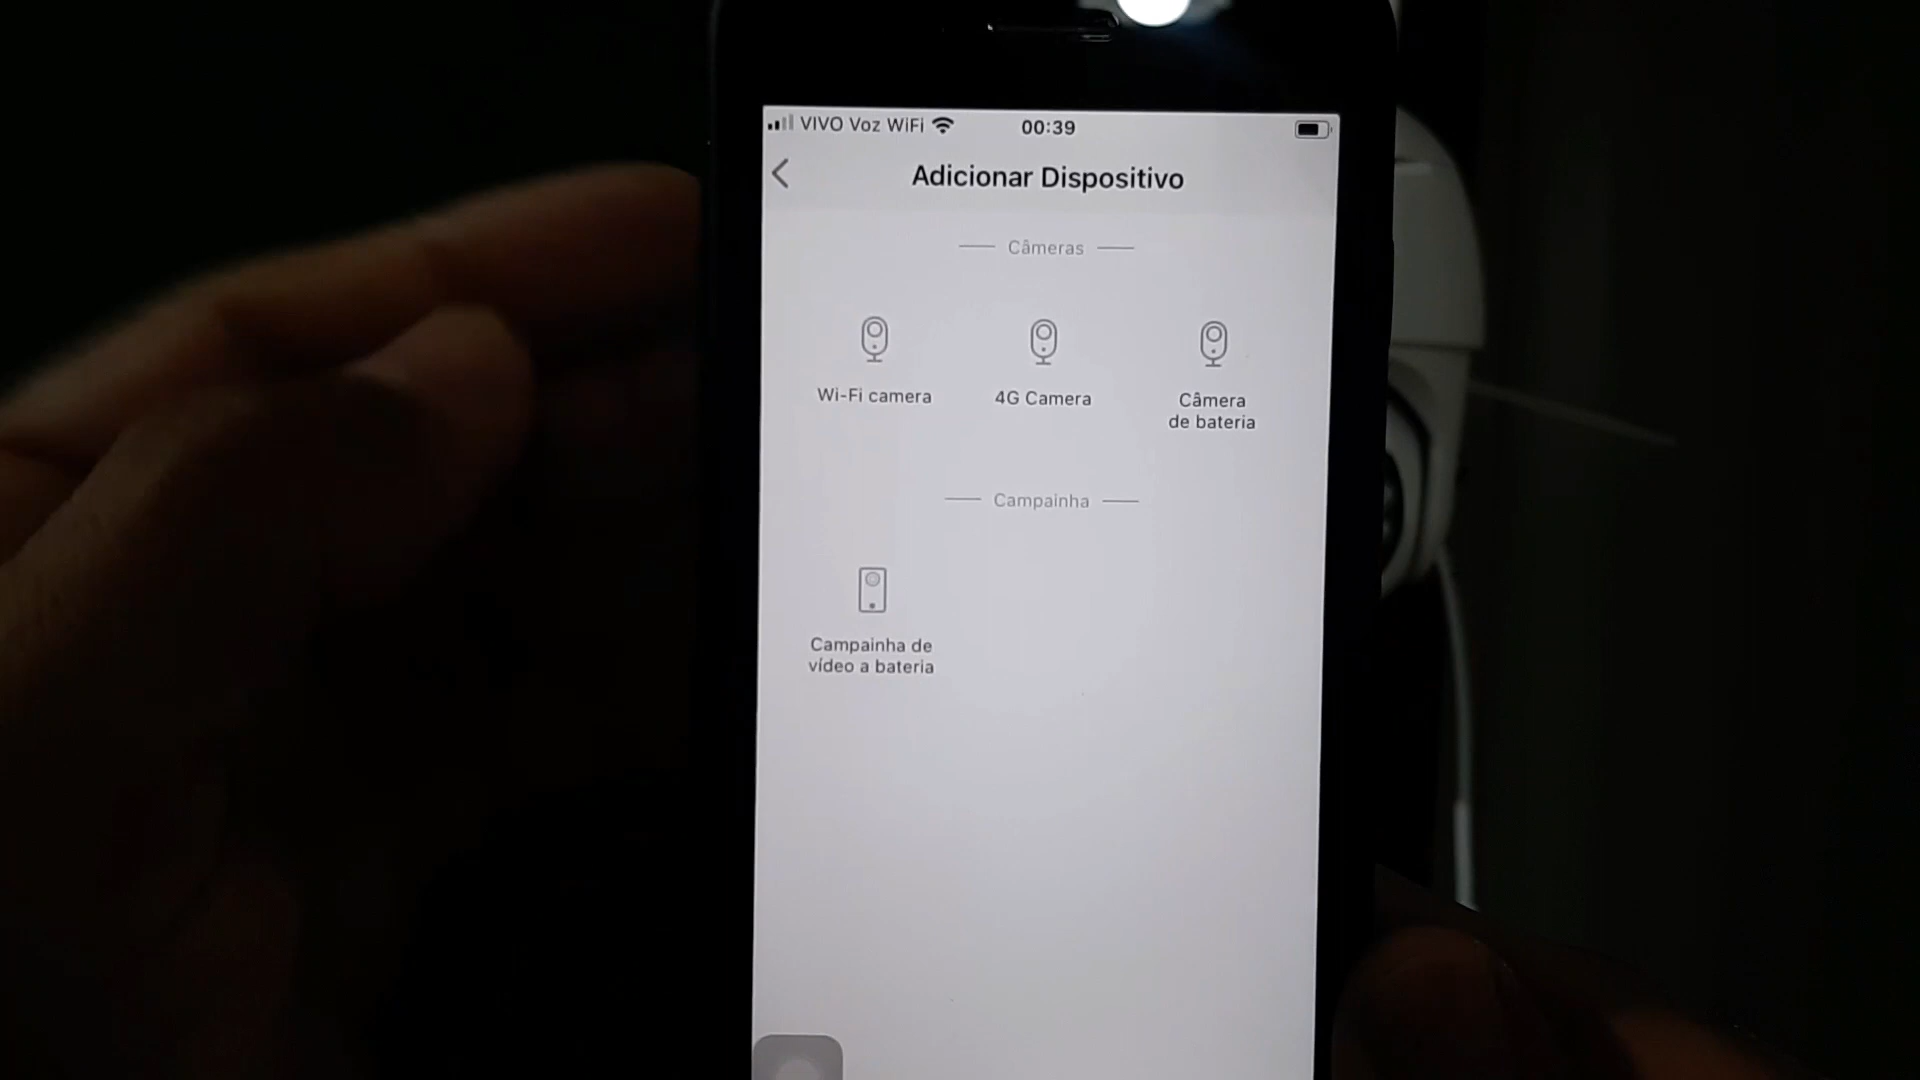 VIVO Voz WiFi 00:39
Adicionar Dispositivo
Câmeras
Wi-Fi camera
4G Camera
Câmera
de bateria
Campainha
Campainha de
vídeo a bateria